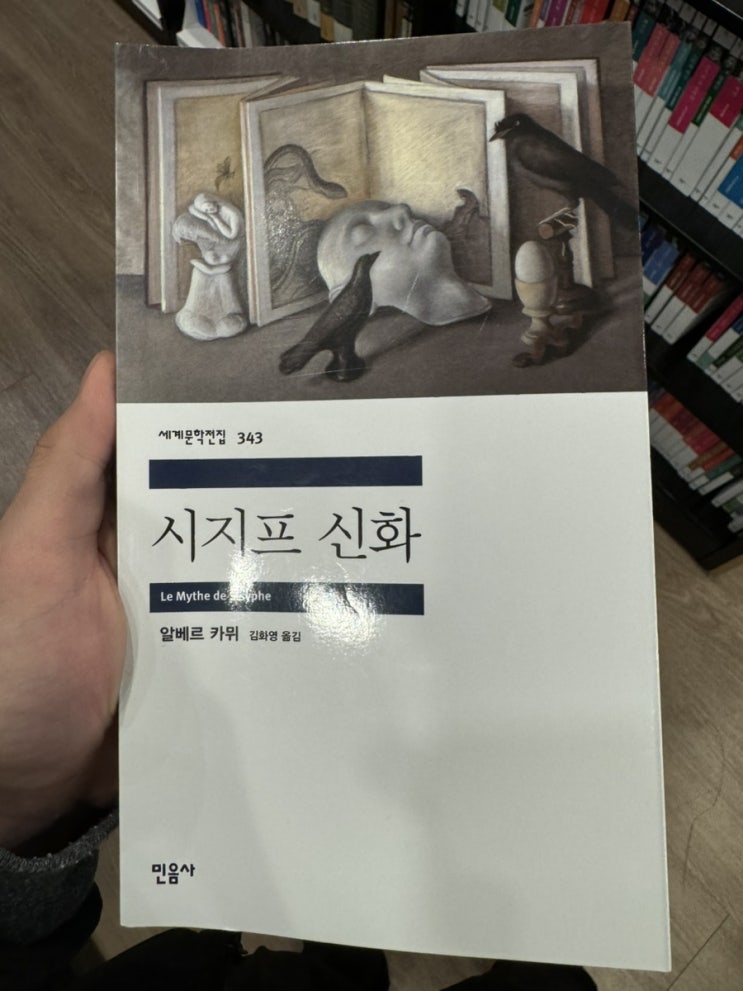 세계문학전집 343
시지프 신화
Le Mythe de
알베르 카뮈 김화영 옮김
민음사